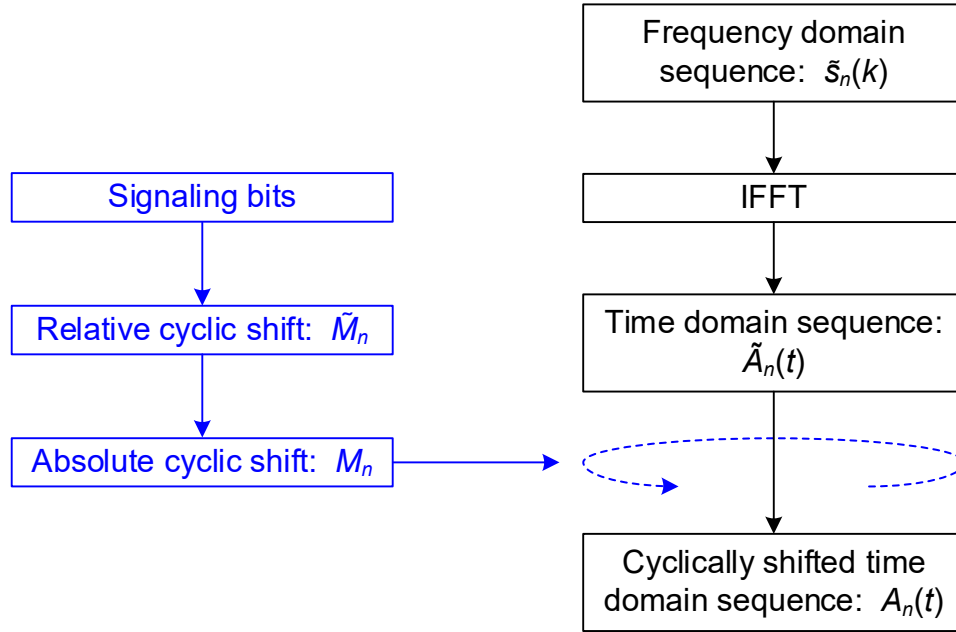 Frequency domain
sequence: s̃ₙ(k)
Signaling bits
IFFT
Relative cyclic shift: M̃ₙ
Time domain sequence:
Ãₙ(t)
Absolute cyclic shift: Mₙ
Cyclically shifted time
domain sequence: Aₙ(t)